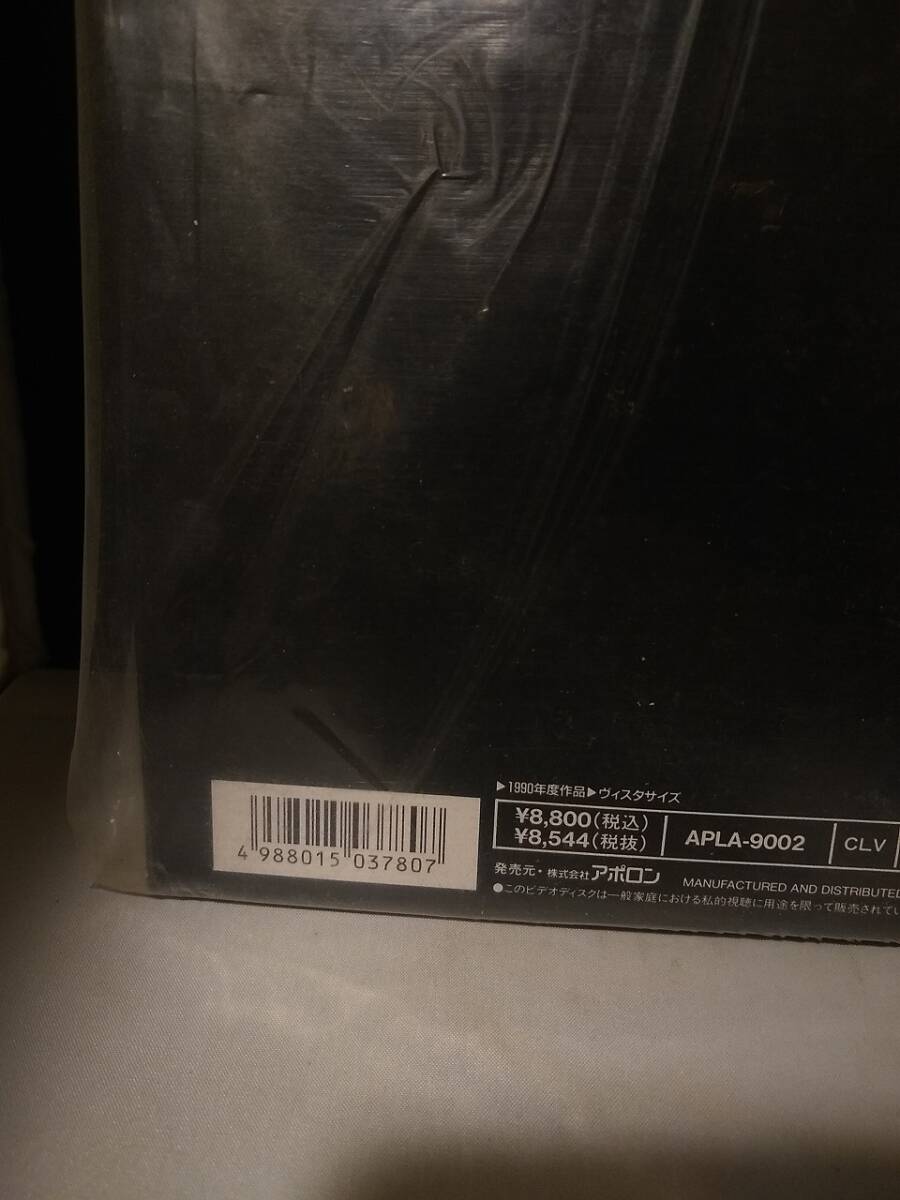 ▶1990年度作品▶ヴィスタサイズ
¥8,800(税込)
¥8,544(税抜)
APLA-9002
CLV
4 988015 037807
発売元・株式会社アポロン
MANUFACTURED AND DISTRIBUTED
●このビデオディスクは一般家庭における私的視聴に用途を限って販売されてい